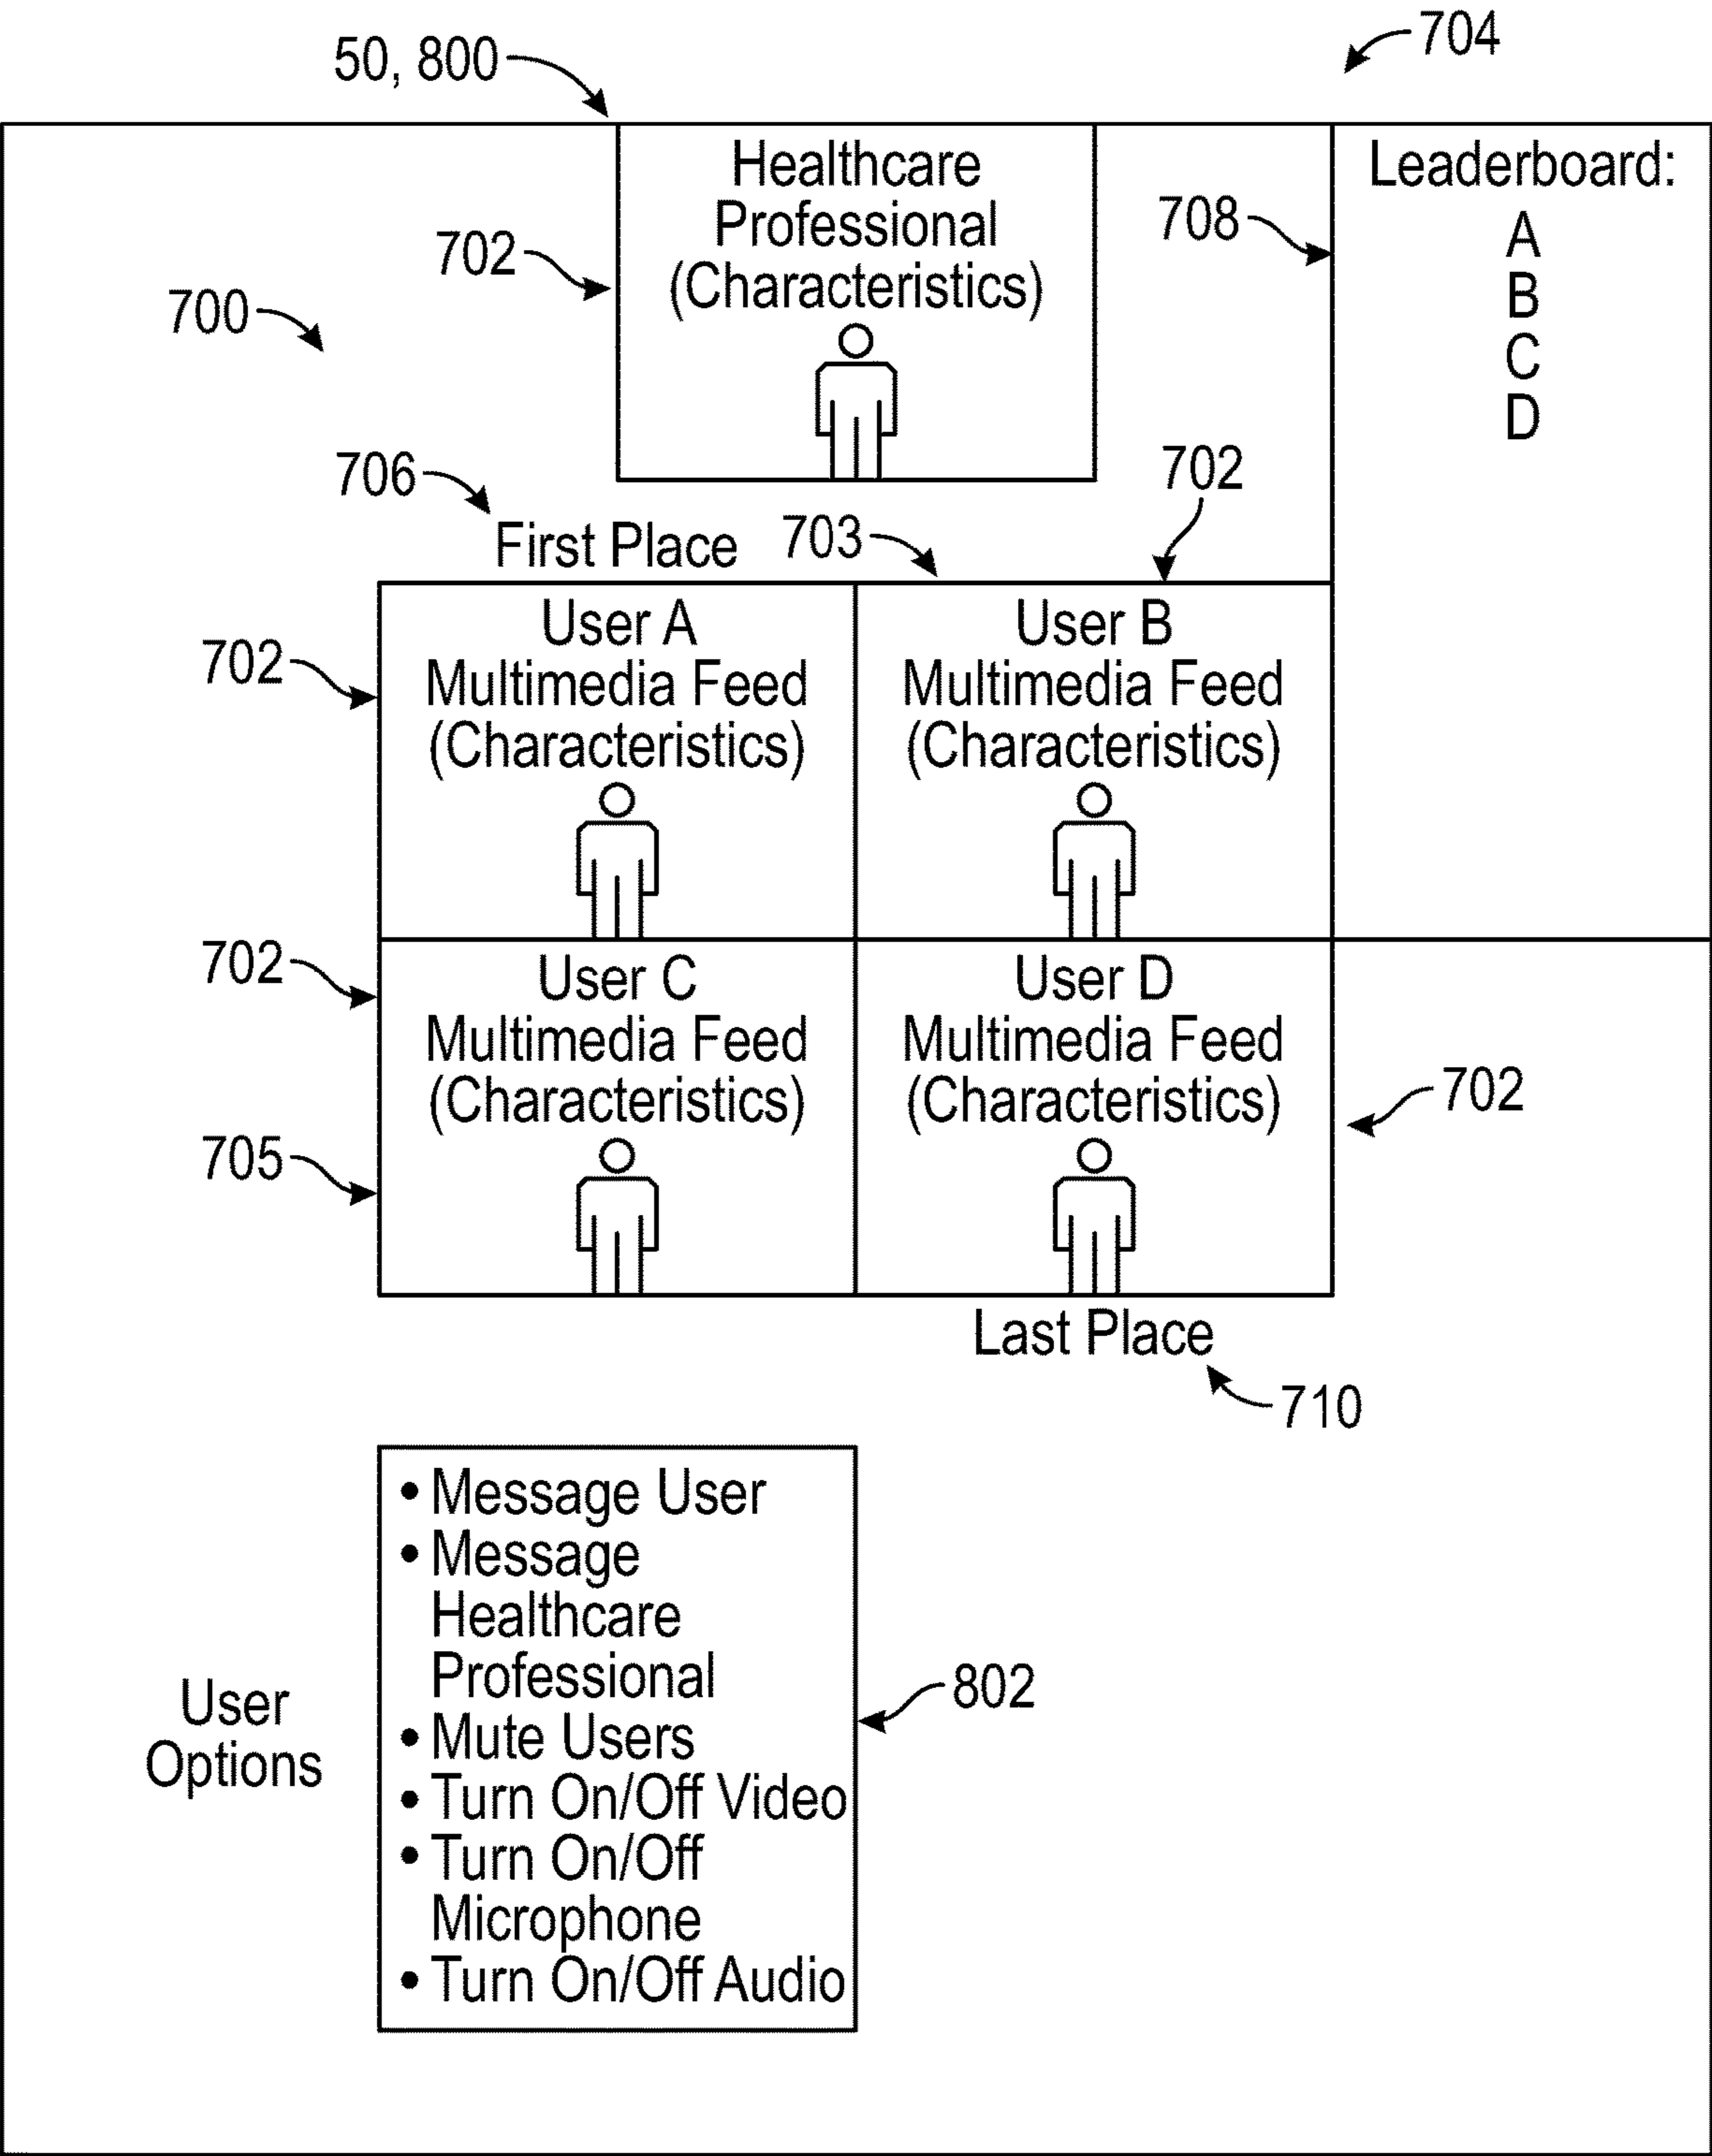 704
50, 800
Healthcare
Professional
(Characteristics)
Leaderboard:
A
B
C
D
708
702
700
706
First Place
703
702
User A
Multimedia Feed
(Characteristics)
User B
Multimedia Feed
(Characteristics)
702
702
User C
Multimedia Feed
(Characteristics)
User D
Multimedia Feed
(Characteristics)
702
705
Last Place
710
User
Options
• Message User
• Message
Healthcare
Professional
• Mute Users
• Turn On/Off Video
• Turn On/Off
Microphone
• Turn On/Off Audio
802